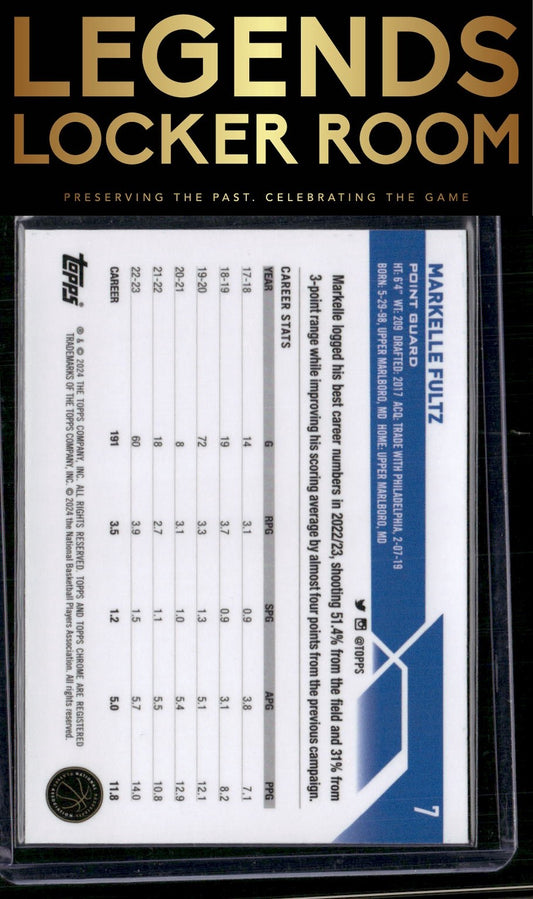 LEGENDS
LOCKER ROOM
PRESERVING THE PAST. CELEBRATING THE GAME
MARKELLE FULTZ
7
POINT GUARD
HT: 6'4" WT: 209 DRAFTED: 2017 ACQ: TRADE WITH PHILADELPHIA, 2-07-19
BORN: 5-29-98, UPPER MARLBORO, MD HOME: UPPER MARLBORO, MD
@TOPPS
Markelle logged his best career numbers in 2022/23, shooting 51.4% from the field and 31% from
3-point range while improving his scoring average by almost four points from the previous campaign.
CAREER STATS
YEAR G RPG SPG APG PPG
17-18 14 3.1 0.9 3.8 7.1
18-19 19 3.7 0.9 3.1 8.2
19-20 72 3.3 1.3 5.1 12.1
20-21 8 3.1 1.0 5.4 12.9
21-22 18 2.7 1.1 5.5 10.8
22-23 60 3.9 1.5 5.7 14.0
CAREER 191 3.5 1.2 5.0 11.8
topps®
® & © 2024 THE TOPPS COMPANY, INC. ALL RIGHTS RESERVED. TOPPS AND TOPPS CHROME ARE REGISTERED
TRADEMARKS OF THE TOPPS COMPANY, INC. © 2024 the National Basketball Players Association. All rights reserved.